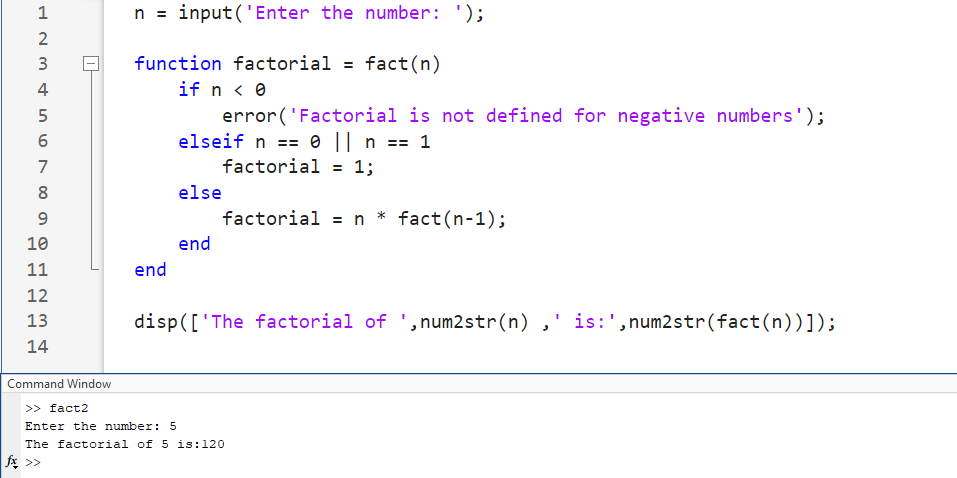 1 n = input('Enter the number: ');
2
3 function factorial = fact(n)
4 if n < 0
5 error('Factorial is not defined for negative numbers');
6 elseif n == 0 || n == 1
7 factorial = 1;
8 else
9 factorial = n * fact(n-1);
10 end
11 end
12
13 disp(['The factorial of ',num2str(n) ,' is:',num2str(fact(n))]);
14
Command Window
>> fact2
Enter the number: 5
The factorial of 5 is:120
fx >>